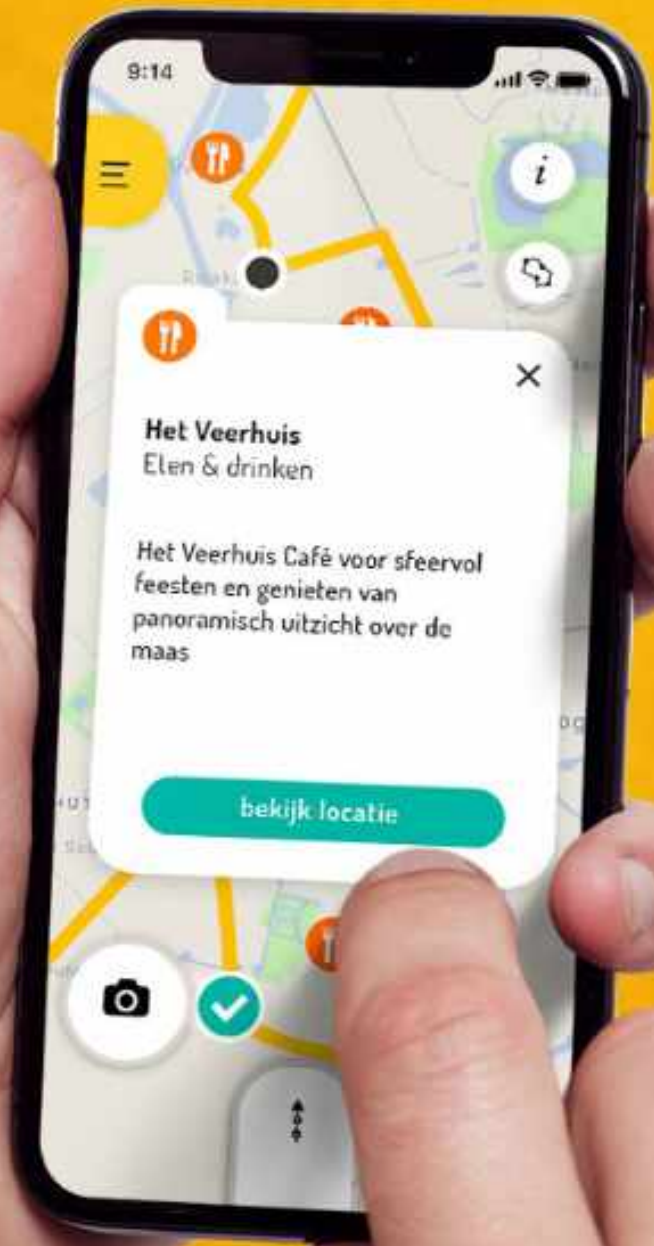 9:14
i
Het Veerhuis
Eten & drinken
Het Veerhuis Café voor sfeervol
feesten en genieten van
panoramisch uitzicht over de
maas
bekijk locatie